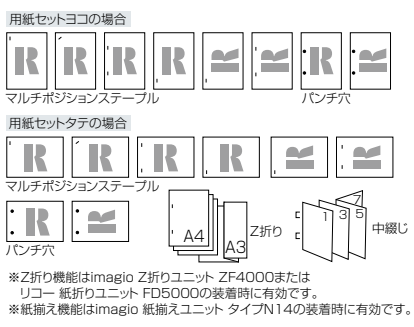 用紙セットヨコの場合
R R R R R R R R
マルチポジションステープル パンチ穴
用紙セットタテの場合
R R R R R R
マルチポジションステープル
R R
A4 A3 Z折り
1 3 5 7 中綴じ
パンチ穴
※Z折り機能はimagio Z折りユニット ZF4000または
リコー 紙折りユニット FD5000の装着時に有効です。
※紙揃え機能はimagio 紙揃えユニット タイプN14の装着時に有効です。